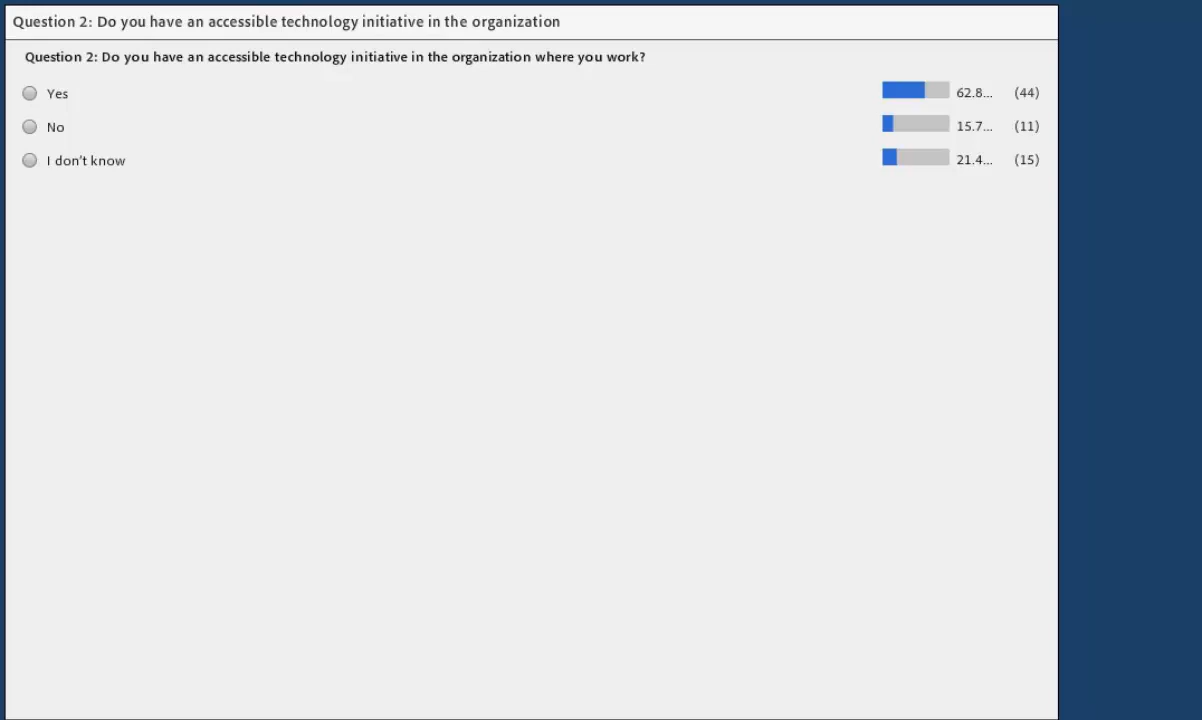 Question 2: Do you have an accessible technology initiative in the organization
Question 2: Do you have an accessible technology initiative in the organization where you work?
Yes 62.8... (44)
No 15.7... (11)
I don't know 21.4... (15)